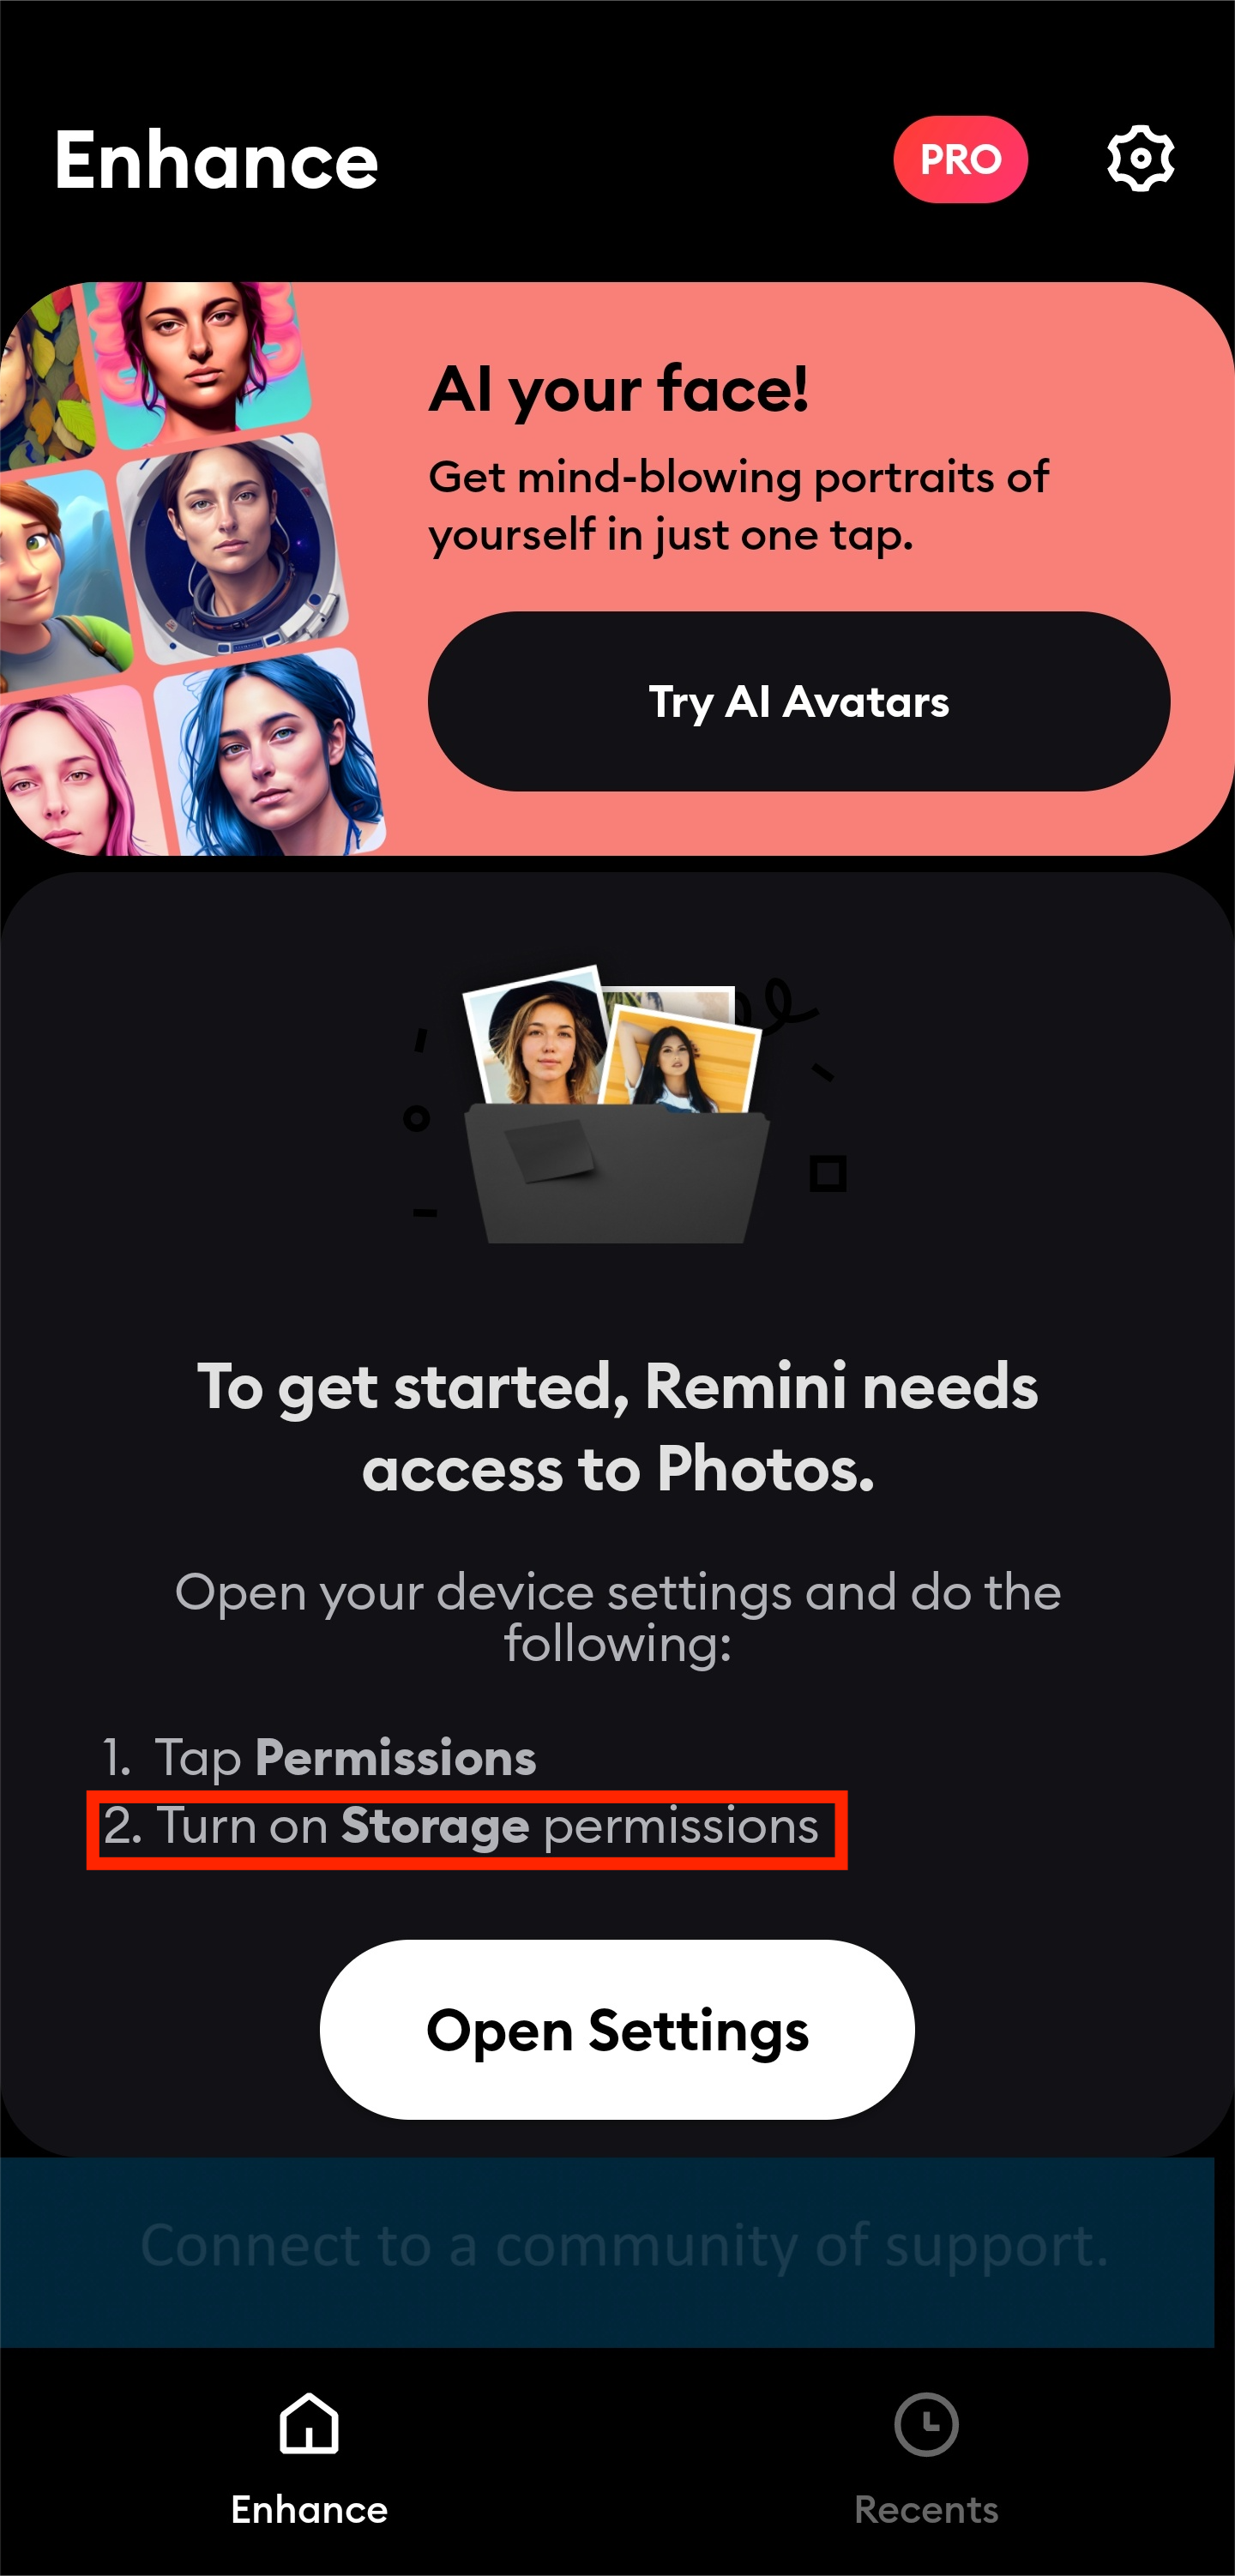 Enhance
PRO
AI your face!
Get mind-blowing portraits of
yourself in just one tap.
Try AI Avatars
To get started, Remini needs
access to Photos.
Open your device settings and do the
following:
1. Tap Permissions
2. Turn on Storage permissions
Open Settings
Connect to a community of support.
Enhance
Recents